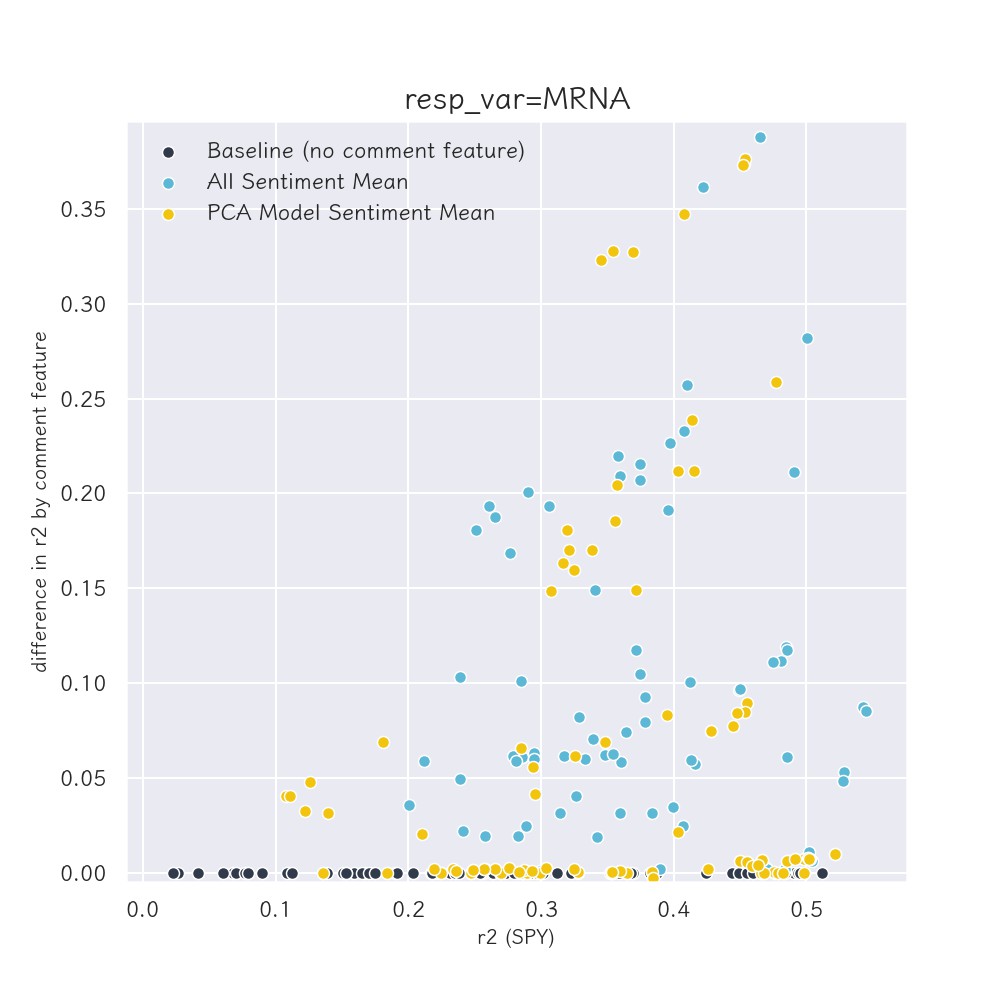 resp_var=MRNA
Baseline (no comment feature)
All Sentiment Mean
PCA Model Sentiment Mean
difference in r2 by comment feature
0.35
0.30
0.25
0.20
0.15
0.10
0.05
0.00
0.0 0.1 0.2 0.3 0.4 0.5
r2 (SPY)